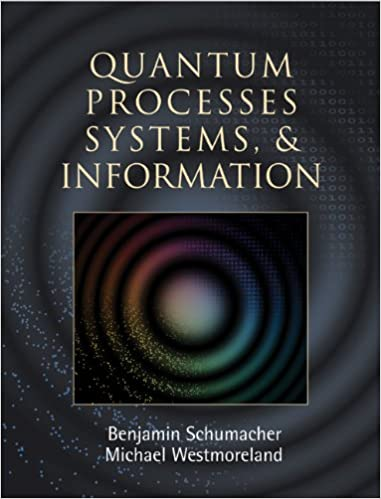 QUANTUM
PROCESSES
SYSTEMS, &
INFORMATION
Benjamin Schumacher
Michael Westmoreland